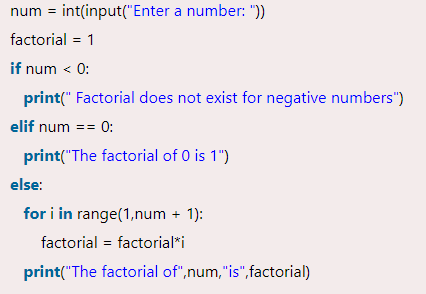 num = int(input("Enter a number: "))
factorial = 1
if num < 0:
   print(" Factorial does not exist for negative numbers")
elif num == 0:
   print("The factorial of 0 is 1")
else:
   for i in range(1,num + 1):
       factorial = factorial*i
   print("The factorial of",num,"is",factorial)